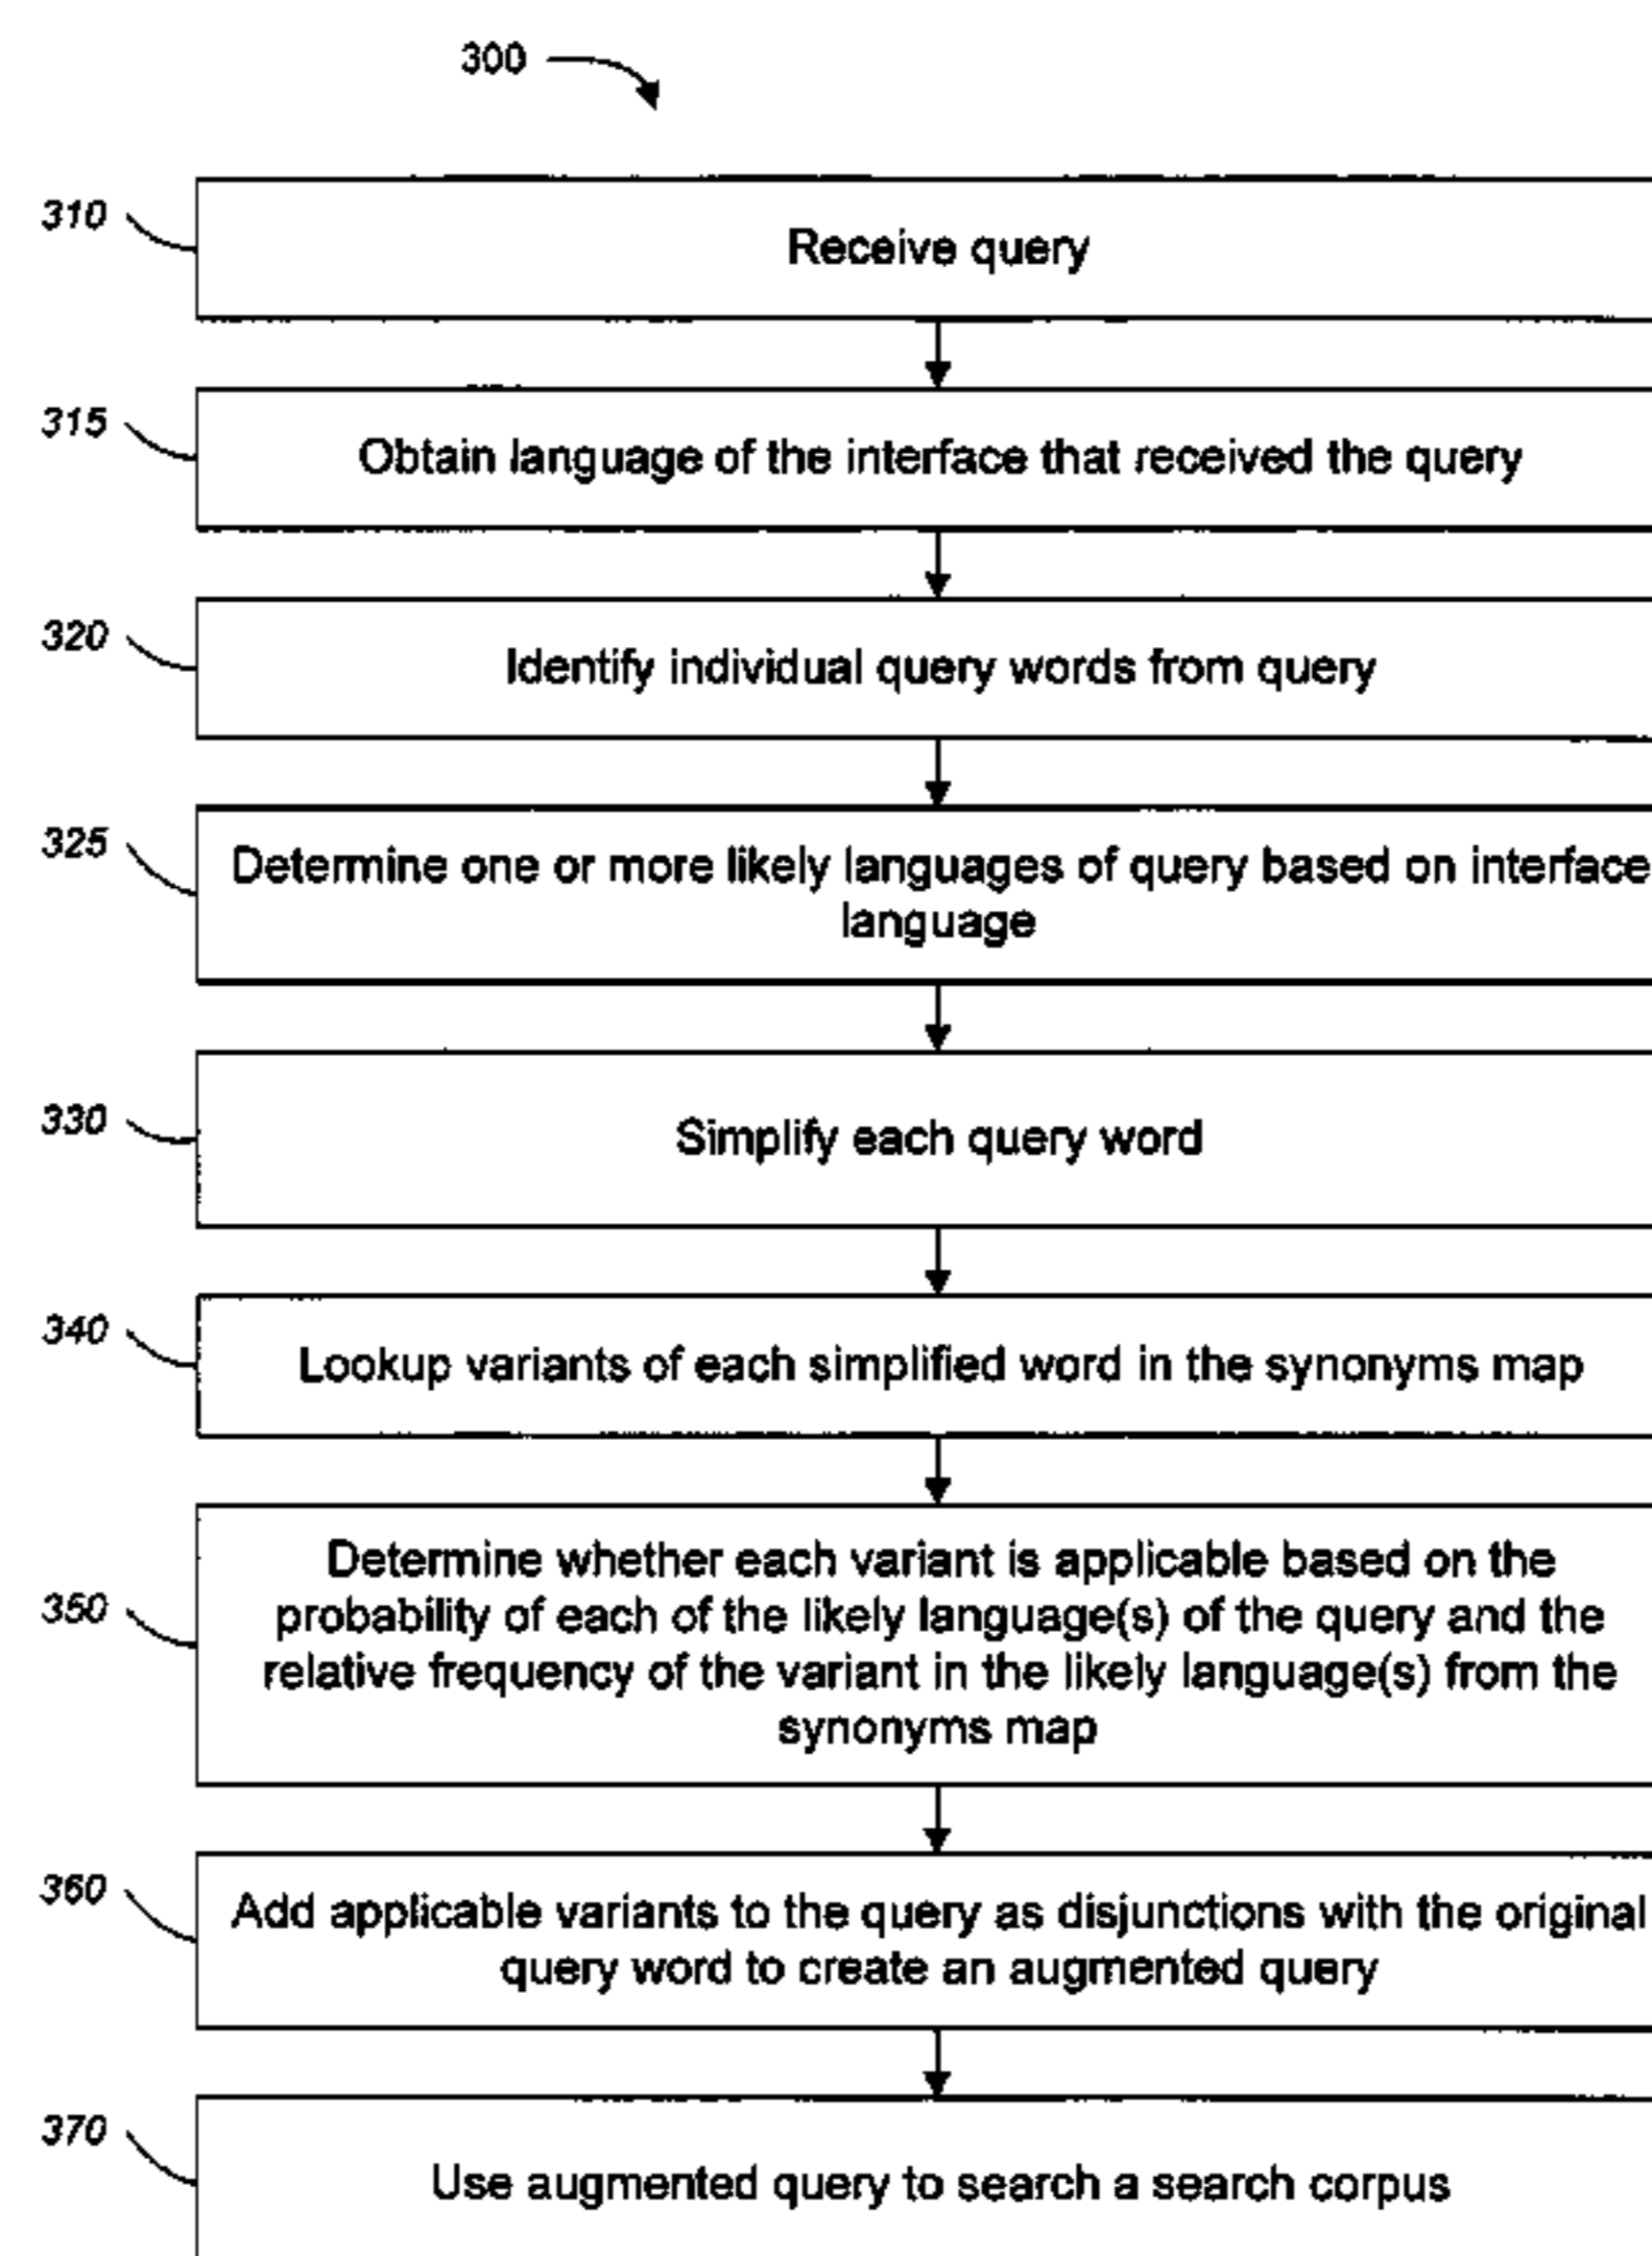 300
310
Receive query
315
Obtain language of the interface that received the query
320
Identify individual query words from query
325
Determine one or more likely languages of query based on interface
language
330
Simplify each query word
340
Lookup variants of each simplified word in the synonyms map
350
Determine whether each variant is applicable based on the
probability of each of the likely language(s) of the query and the
relative frequency of the variant in the likely language(s) from the
synonyms map
360
Add applicable variants to the query as disjunctions with the original
query word to create an augmented query
370
Use augmented query to search a search corpus